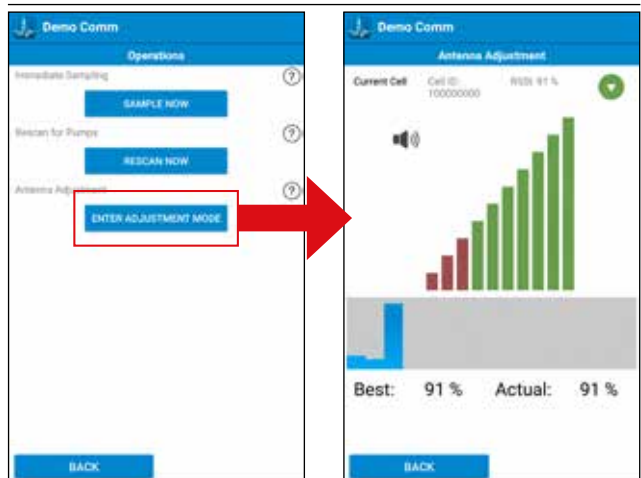 Demo Comm
Operations
Immediate Sampling
?
SAMPLE NOW
Rescan for Pumps
?
RESCAN NOW
Antenna Adjustment
?
ENTER ADJUSTMENT MODE
BACK
Demo Comm
Antenna Adjustment
Current Cell Cell ID: RSSI: 91 %
100000000
Best: 91 % Actual: 91 %
BACK